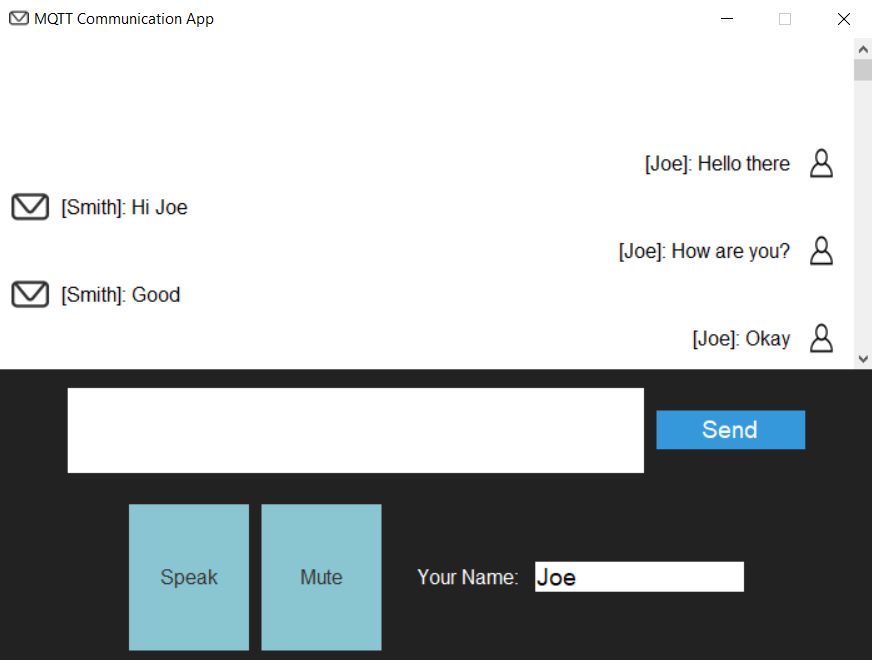 MQTT Communication App
[Joe]: Hello there
[Smith]: Hi Joe
[Joe]: How are you?
[Smith]: Good
[Joe]: Okay
Send
Speak Mute Your Name: Joe